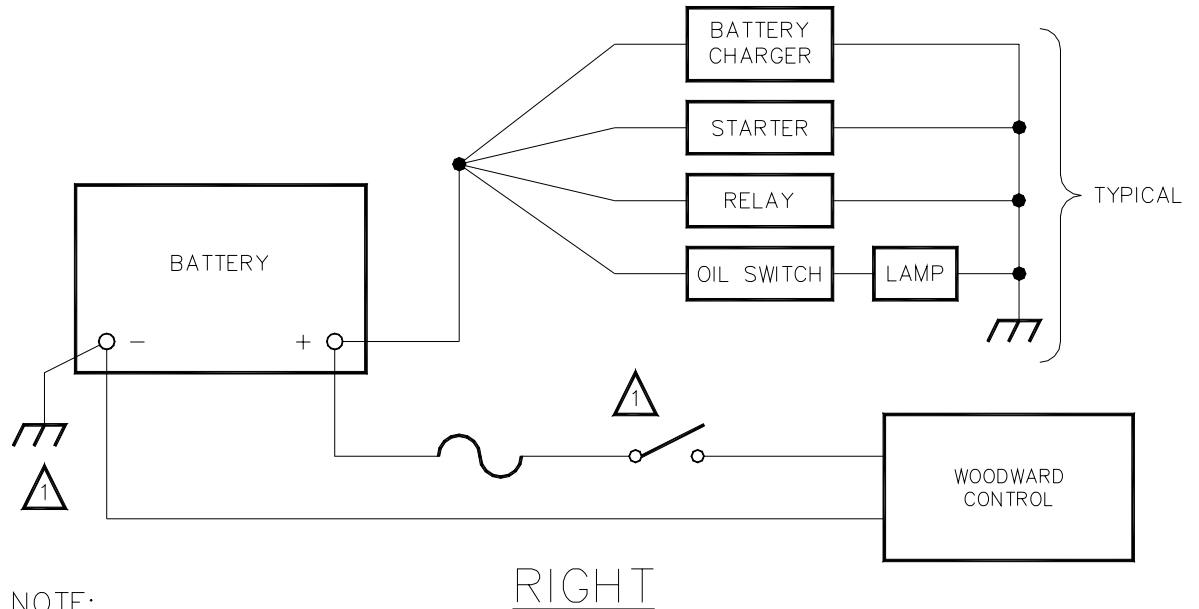 BATTERY
CHARGER
STARTER
RELAY
TYPICAL
BATTERY
OIL SWITCH
LAMP
−
+
1
1
WOODWARD
CONTROL
RIGHT
NOTE: